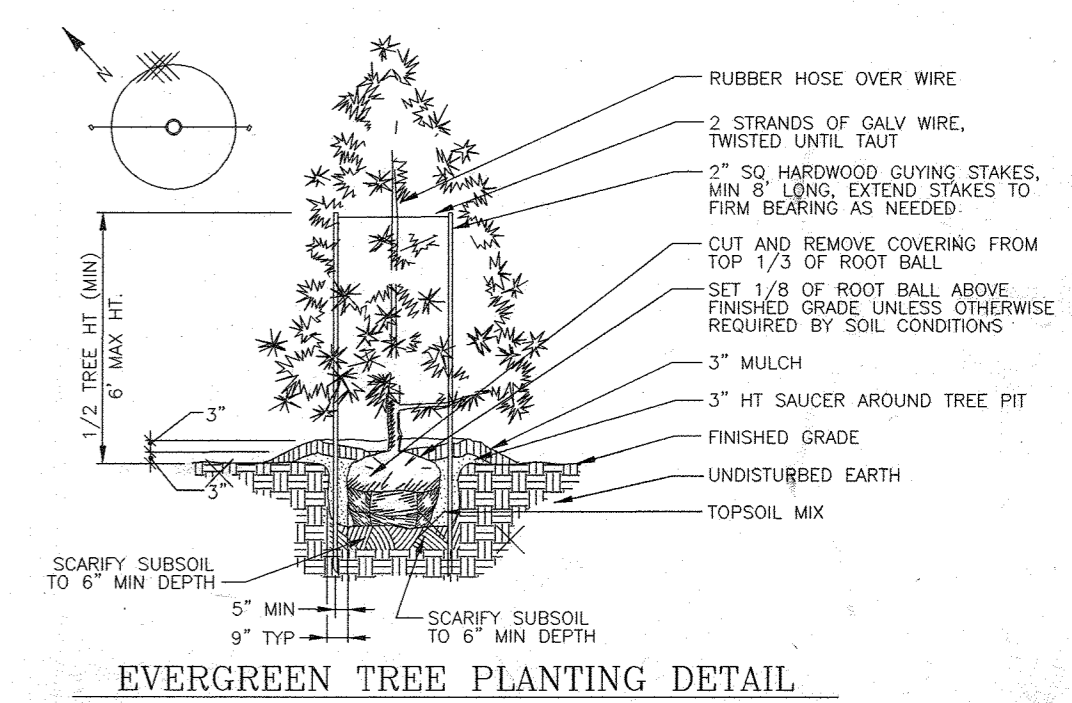 N
RUBBER HOSE OVER WIRE
2 STRANDS OF GALV WIRE,
TWISTED UNTIL TAUT
2" SQ HARDWOOD GUYING STAKES,
MIN 8' LONG, EXTEND STAKES TO
FIRM BEARING AS NEEDED
CUT AND REMOVE COVERING FROM
TOP 1/3 OF ROOT BALL
SET 1/8 OF ROOT BALL ABOVE
FINISHED GRADE UNLESS OTHERWISE
REQUIRED BY SOIL CONDITIONS
3" MULCH
3" HT SAUCER AROUND TREE PIT
FINISHED GRADE
UNDISTURBED EARTH
TOPSOIL MIX
1/2 TREE HT (MIN)
6' MAX HT.
3"
3"
SCARIFY SUBSOIL
TO 6" MIN DEPTH
5" MIN
9" TYP
SCARIFY SUBSOIL
TO 6" MIN DEPTH
EVERGREEN TREE PLANTING DETAIL